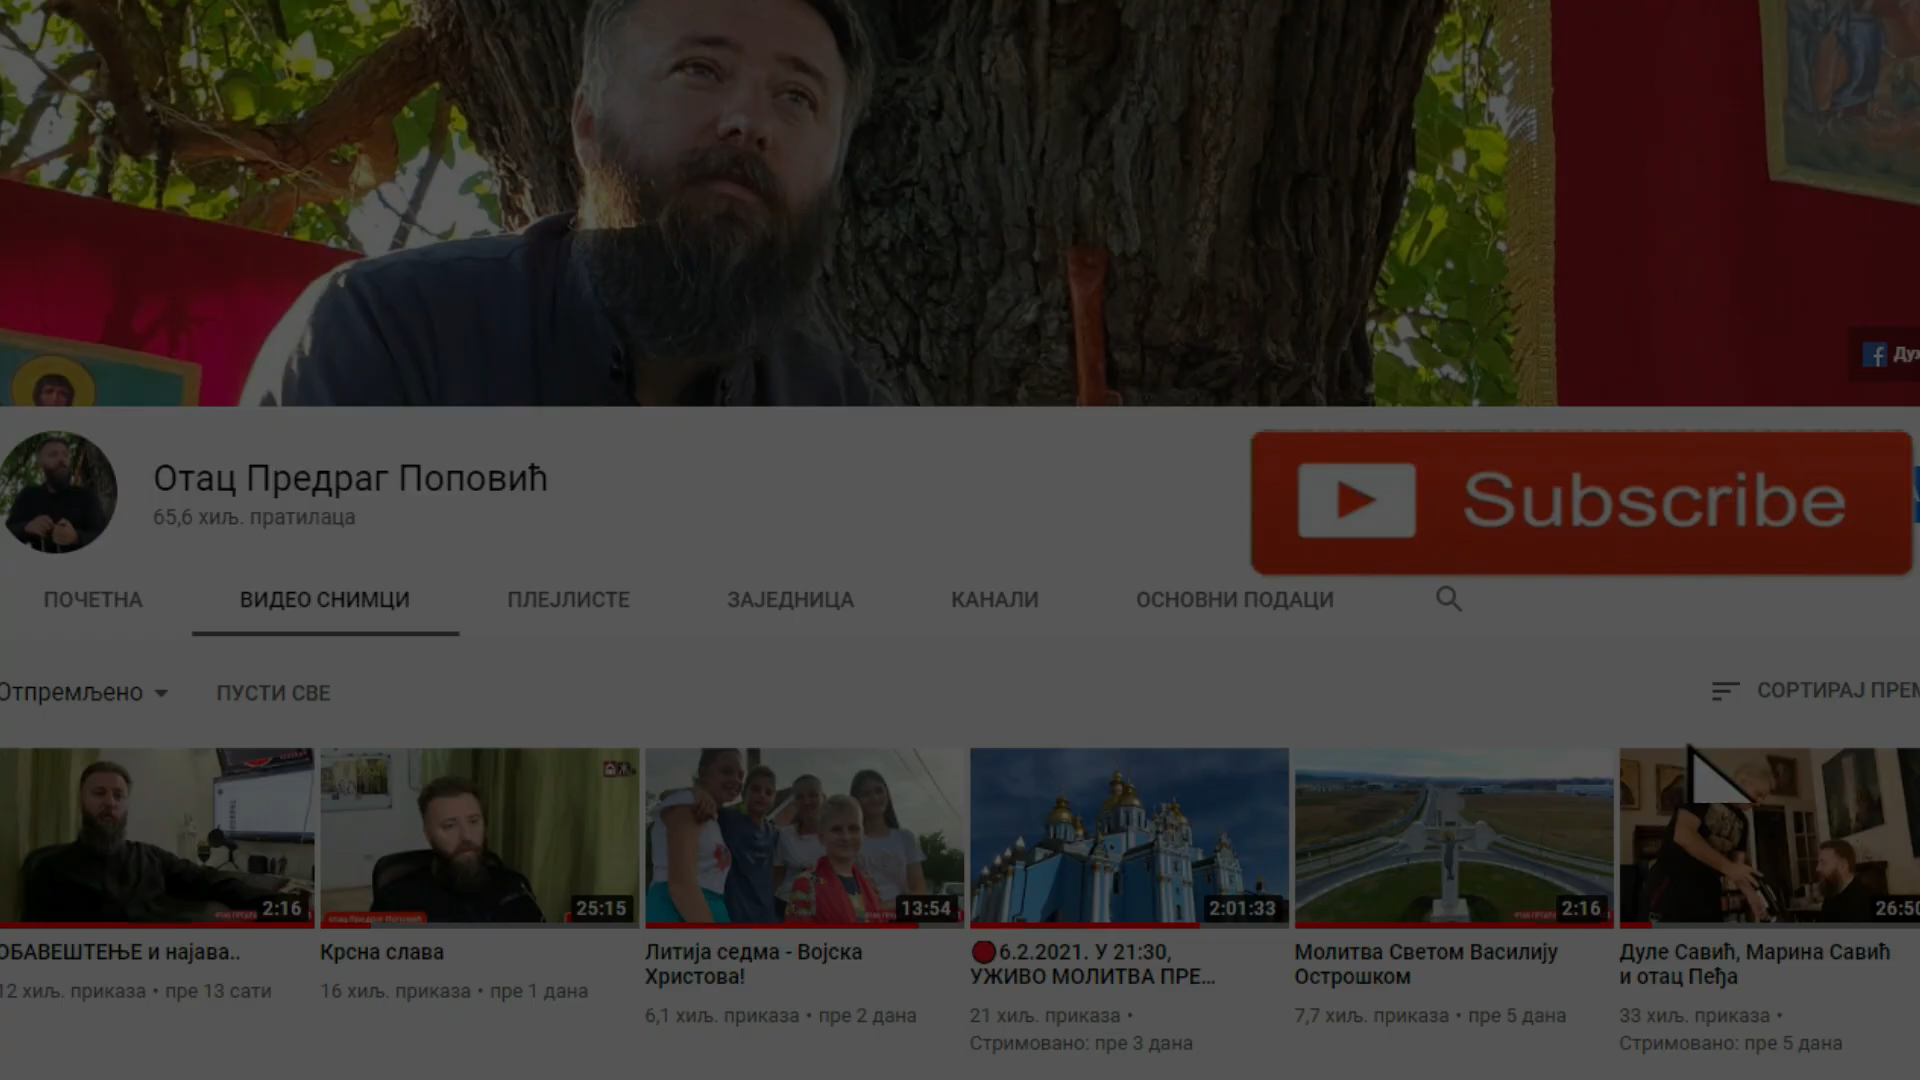 Отац Предраг Поповић
65,6 хиљ. пратилаца
Subscribe
ПОЧЕТНА
ВИДЕО СНИМЦИ
ПЛЕЈЛИСТЕ
ЗАЈЕДНИЦА
КАНАЛИ
ОСНОВНИ ПОДАЦИ
Отпремљено
ПУСТИ СВЕ
СОРТИРАЈ
2:16
25:15
13:54
2:01:33
2:16
26:50
ОБАВЕШТЕЊЕ и најава..
12 хиљ. приказа • пре 13 сати
Крсна слава
16 хиљ. приказа • пре 1 дана
Литија седма - Војска
Христова!
6,1 хиљ. приказа • пре 2 дана
6.2.2021. У 21:30,
УЖИВО МОЛИТВА ПРЕ...
21 хиљ. приказа •
Стримовано: пре 3 дана
Молитва Светом Василију
Острошком
7,7 хиљ. приказа • пре 5 дана
Дуле Савић, Марина Савић
и отац Пеђа
33 хиљ. приказа •
Стримовано: пре 5 дана